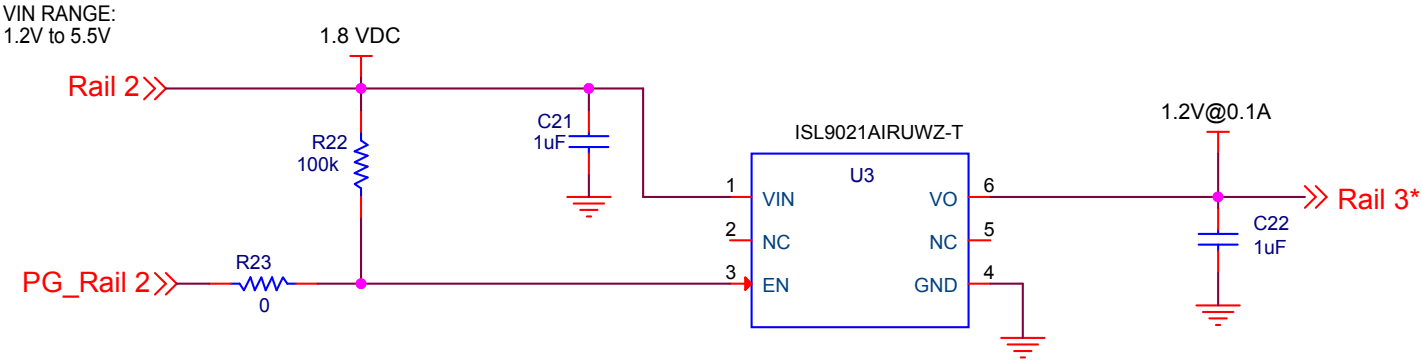 VIN RANGE:
1.2V to 5.5V
1.8 VDC
Rail 2
R22
100k
C21
1uF
ISL9021AIRUWZ-T
U3
1.2V@0.1A
1
VIN
VO
6
Rail 3*
2
NC
NC
5
C22
1uF
PG_Rail 2
R23
0
3
EN
GND
4